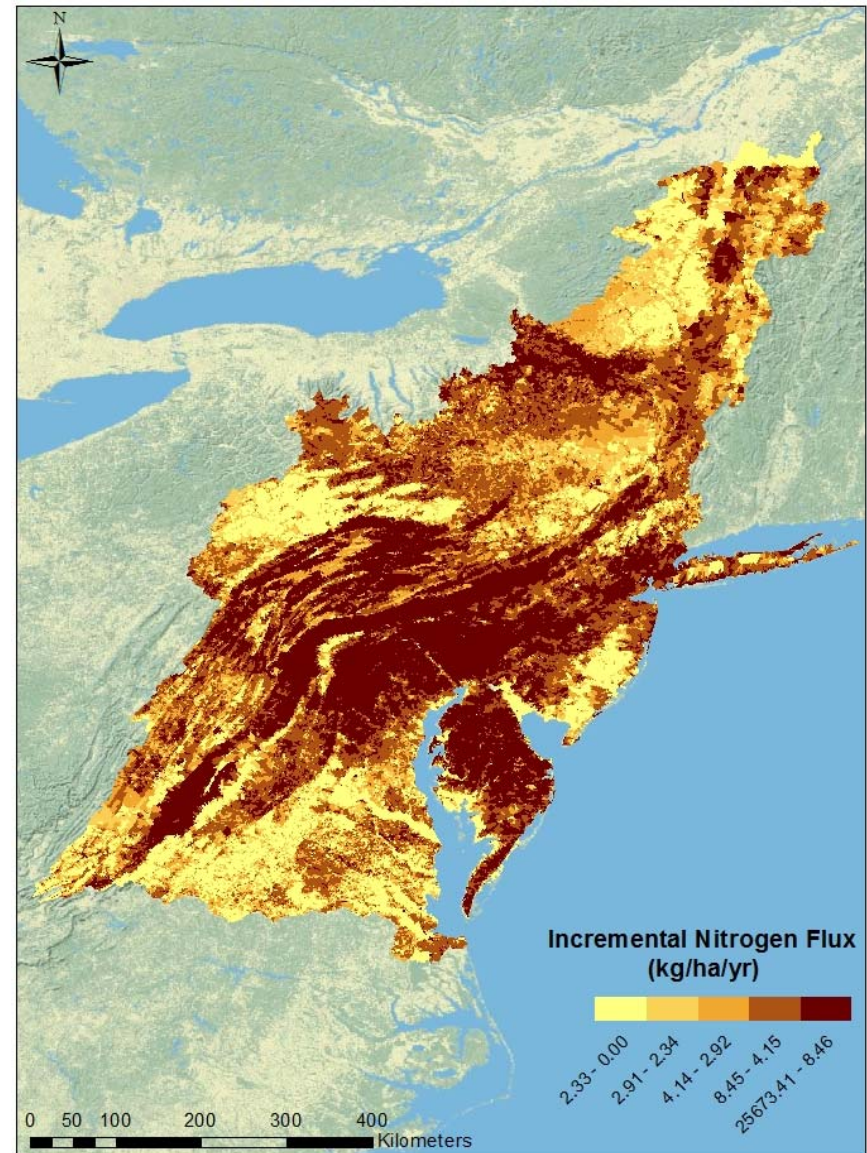 N
Incremental Nitrogen Flux
(kg/ha/yr)
2.33 - 0.00
2.91 - 2.34
4.14 - 2.92
8.45 - 4.15
25673.41 - 8.46
0 50 100 200 300 400
Kilometers